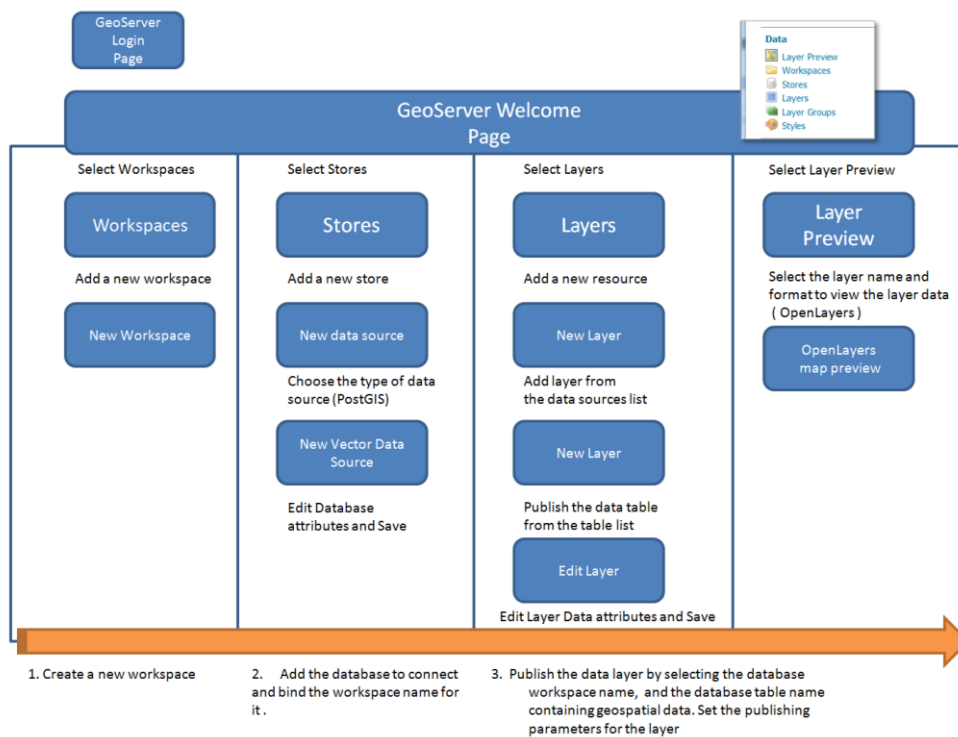 GeoServer
Login
Page
Data
Layer Preview
Workspaces
Stores
Layers
Layer Groups
Styles
GeoServer Welcome
Page
Select Workspaces
Workspaces
Add a new workspace
New Workspace
Select Stores
Stores
Add a new store
New data source
Choose the type of data
source (PostGIS)
New Vector Data
Source
Edit Database
attributes and Save
Select Layers
Layers
Add a new resource
New Layer
Add layer from
the data sources list
New Layer
Publish the data table
from the table list
Edit Layer
Edit Layer Data attributes and Save
Select Layer Preview
Layer
Preview
Select the layer name and
format to view the layer data
( OpenLayers )
OpenLayers
map preview
1. Create a new workspace
2. Add the database to connect
and bind the workspace name for
it .
3. Publish the data layer by selecting the database
workspace name, and the database table name
containing geospatial data. Set the publishing
parameters for the layer